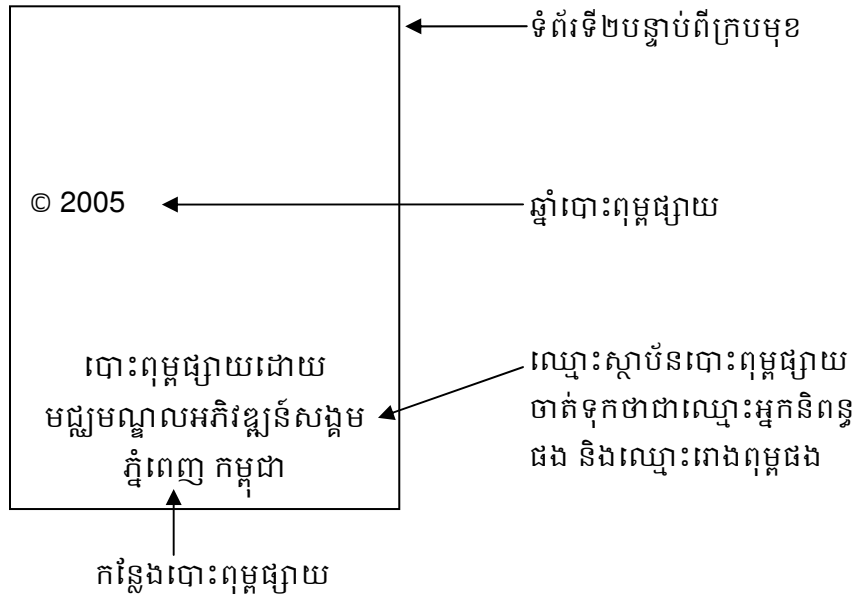 ទំព័រទី២បន្ទាប់ពីក្របមុខ
© 2005
ឆ្នាំបោះពុម្ពផ្សាយ
បោះពុម្ពផ្សាយដោយ
មជ្ឈមណ្ឌលអភិវឌ្ឍន៍សង្គម
ភ្នំពេញ កម្ពុជា
ឈ្មោះស្ថាប័នបោះពុម្ពផ្សាយ
ចាត់ទុកថាជាឈ្មោះអ្នកនិពន្ធ
ផង និងឈ្មោះរោងពុម្ពផង
កន្លែងបោះពុម្ពផ្សាយ